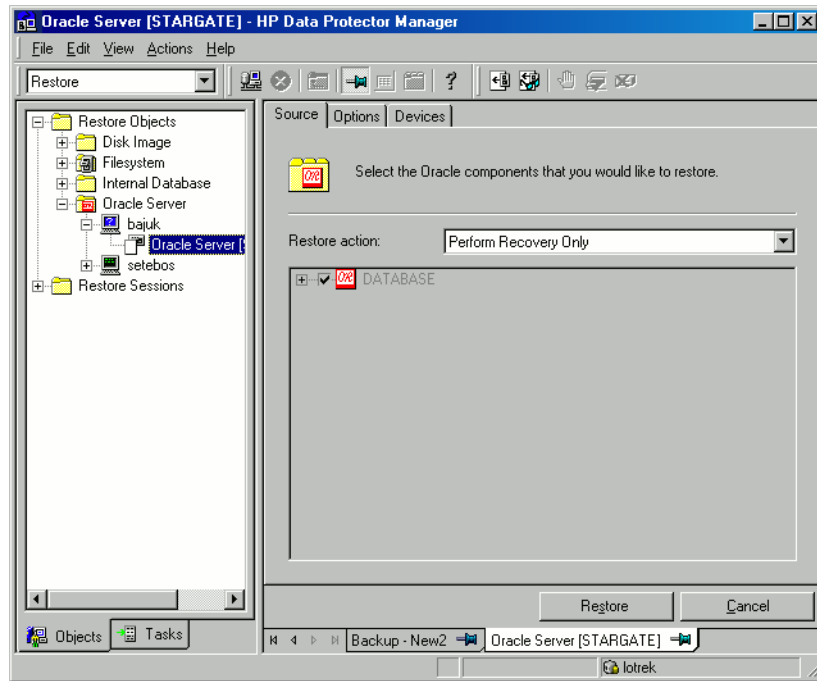 Oracle Server [STARGATE] - HP Data Protector Manager
File Edit View Actions Help
Restore
Restore Objects
Disk Image
Filesystem
Internal Database
Oracle Server
bajuk
Oracle Server [
setebos
Restore Sessions
Objects Tasks
Source Options Devices
Select the Oracle components that you would like to restore.
Restore action: Perform Recovery Only
DATABASE
Restore Cancel
Backup - New2 Oracle Server [STARGATE]
lotrek